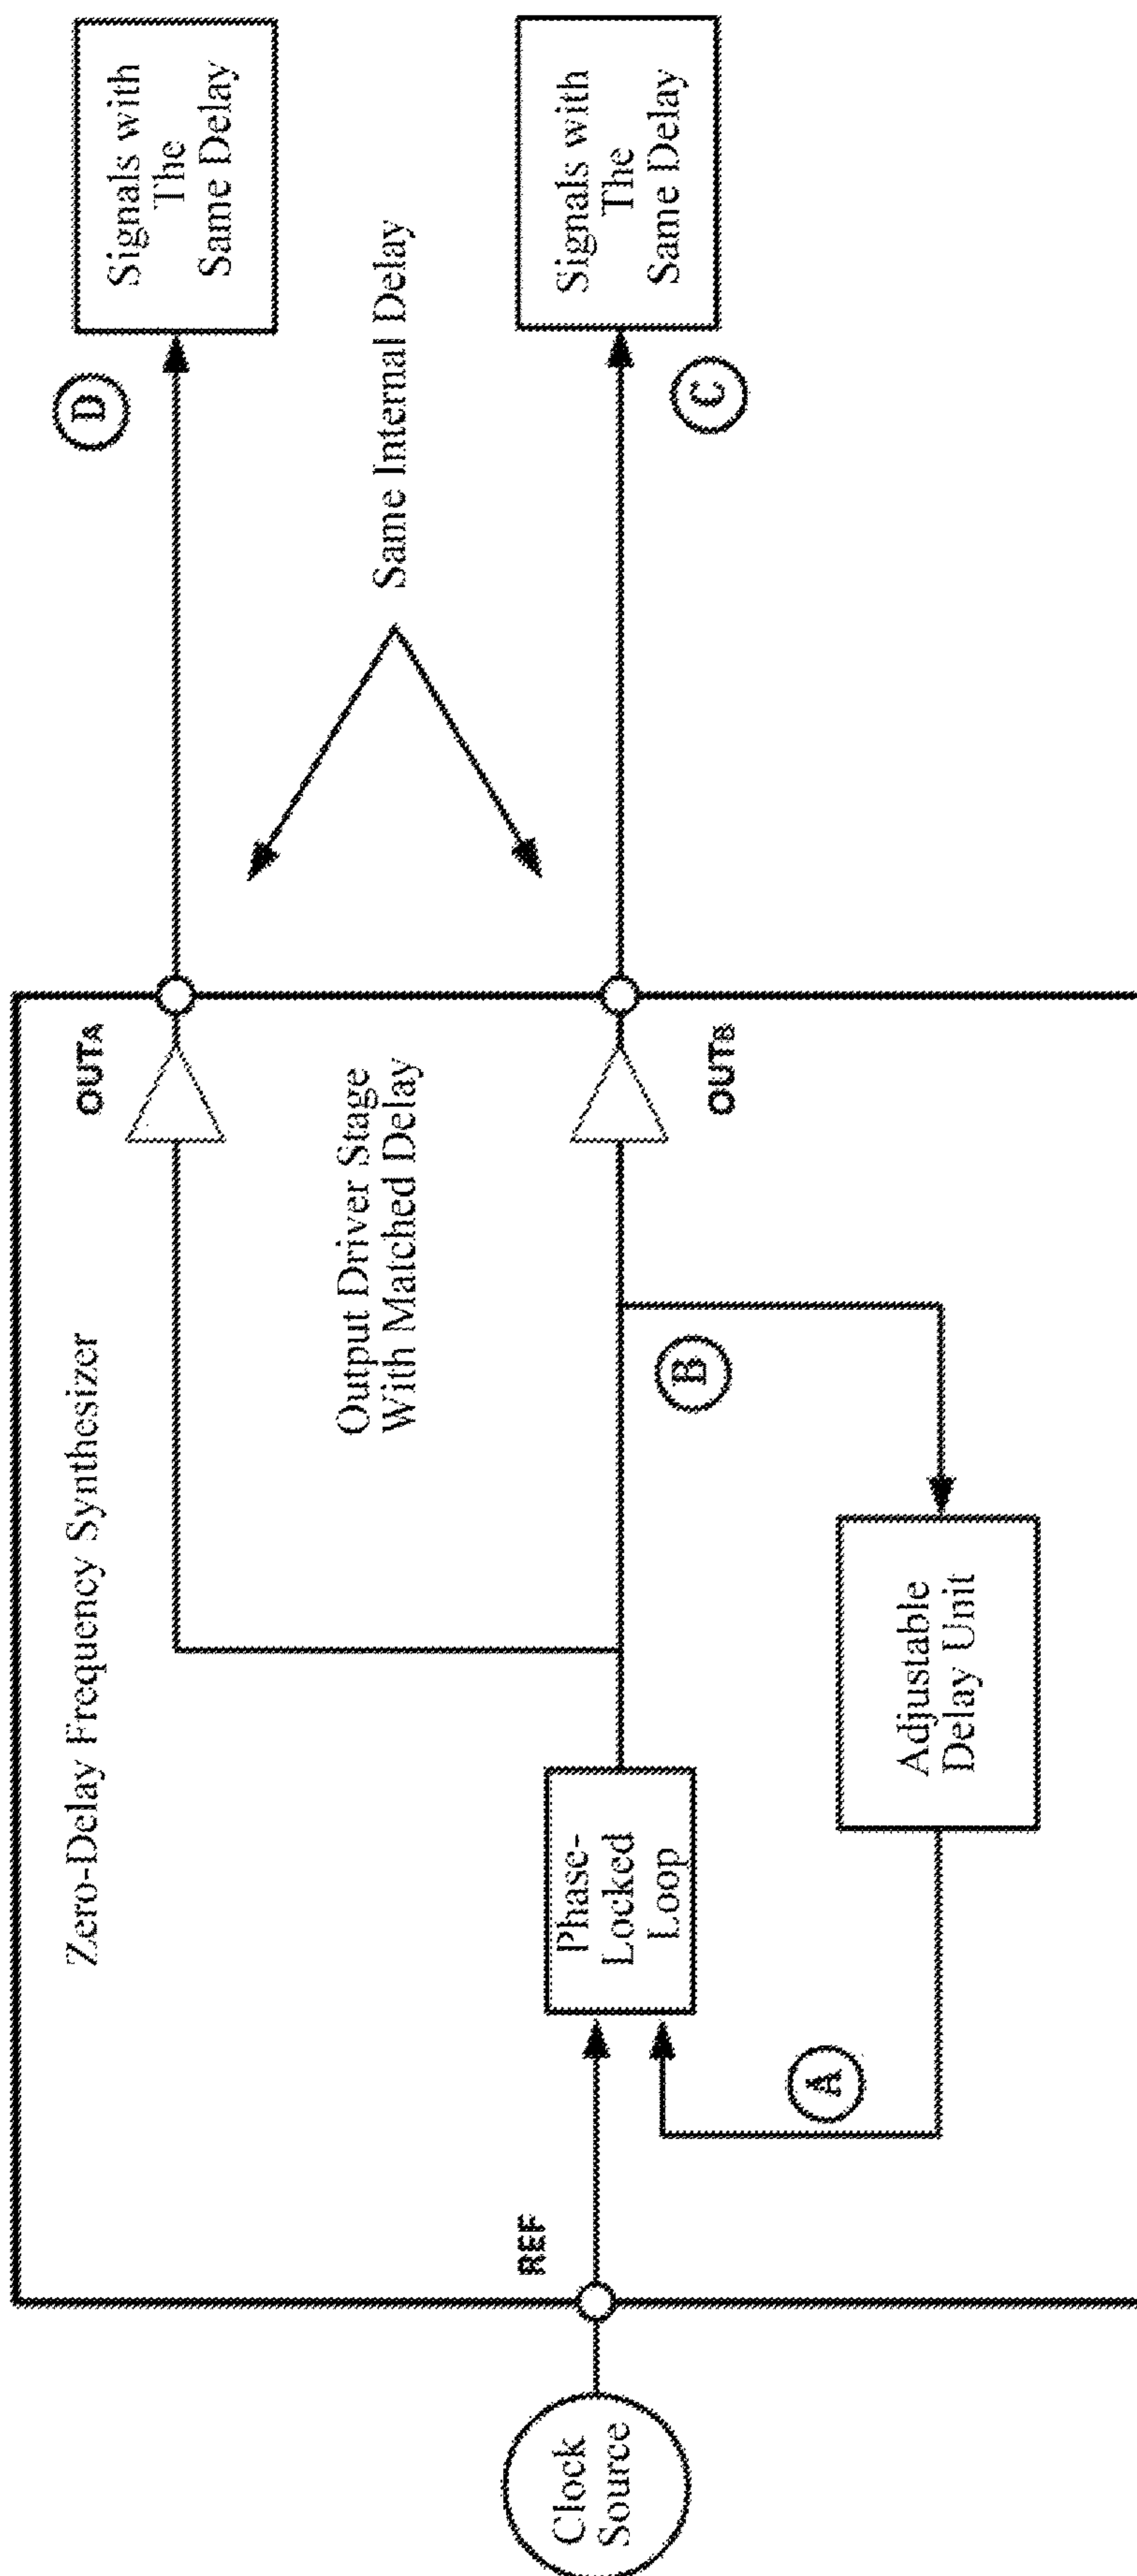 Zero-Delay Frequency Synthesizer
Clock
Source
REF
Phase-
Locked
Loop
A
Adjustable
Delay Unit
B
Output Driver Stage
With Matched Delay
OUTA
OUTB
Same Internal Delay
D
Signals with
The
Same Delay
C
Signals with
The
Same Delay